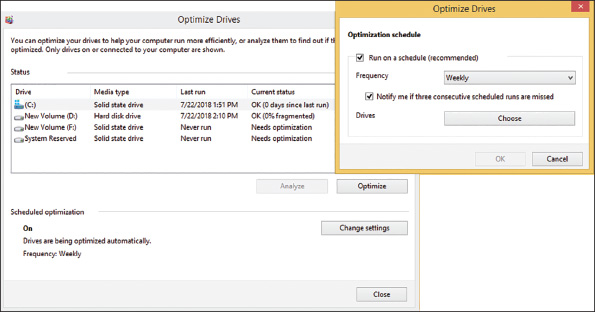 Optimize Drives
You can optimize your drives to help your computer run more efficiently, or analyze them to find out if th
optimized. Only drives on or connected to your computer are shown.
Status
Drive Media type Last run Current status
(C:) Solid state drive 7/22/2018 1:51 PM OK (0 days since last run)
New Volume (D:) Hard disk drive 7/22/2018 2:10 PM OK (0% fragmented)
New Volume (F:) Solid state drive Never run Needs optimization
System Reserved Solid state drive Never run Needs optimization
Analyze Optimize
Scheduled optimization
On
Drives are being optimized automatically.
Frequency: Weekly
Change settings
Close
Optimize Drives
Optimization schedule
Run on a schedule (recommended)
Frequency Weekly
Notify me if three consecutive scheduled runs are missed
Drives Choose
OK Cancel